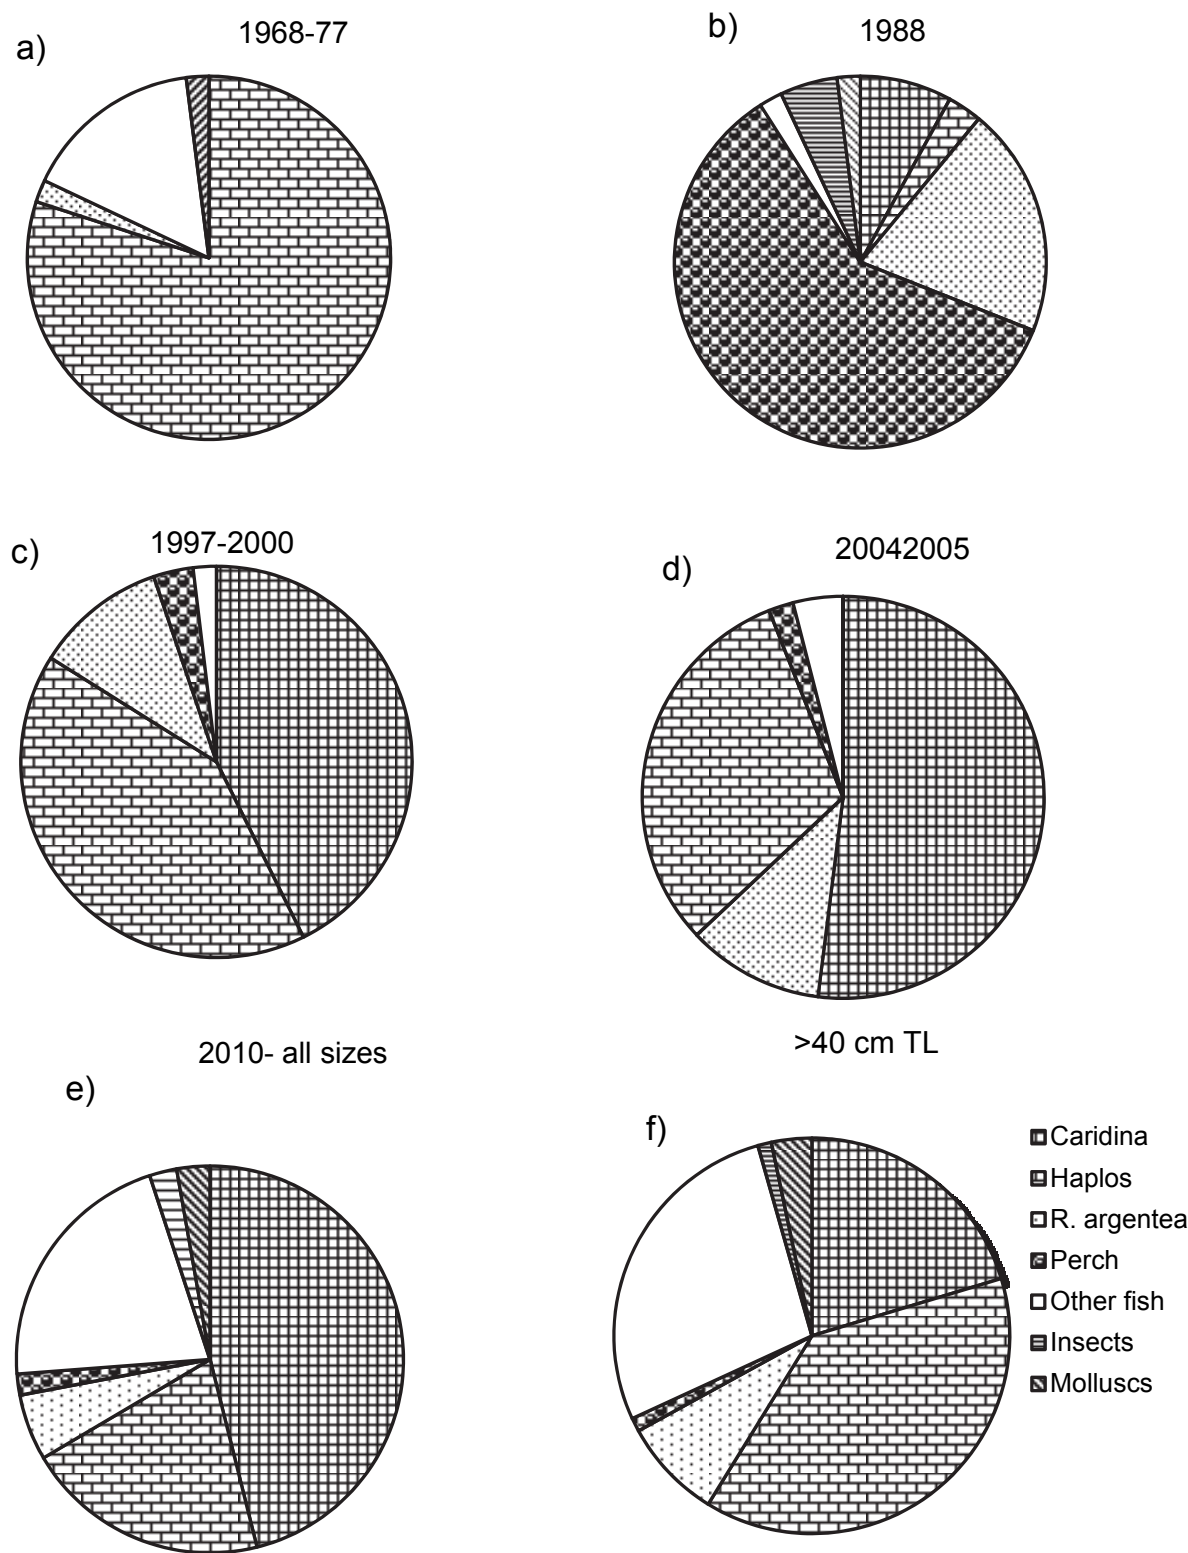 a)
1968-77
b)
1988
c)
1997-2000
d)
20042005
e)
2010- all sizes
f)
>40 cm TL
Caridina
Haplos
R. argentea
Perch
Other fish
Insects
Molluscs